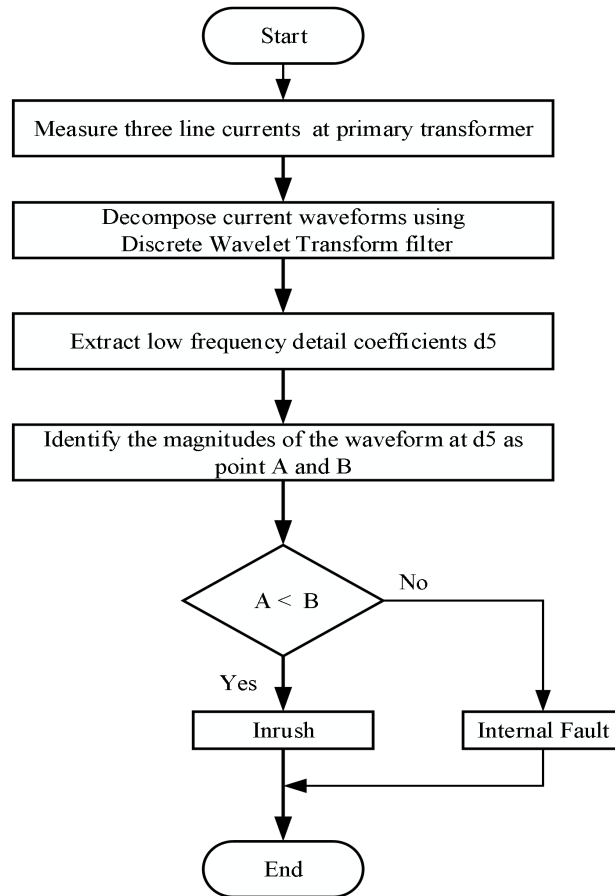 Start
Measure three line currents at primary transformer
Decompose current waveforms using
Discrete Wavelet Transform filter
Extract low frequency detail coefficients d5
Identify the magnitudes of the waveform at d5 as
point A and B
A < B
No
Yes
Inrush
Internal Fault
End